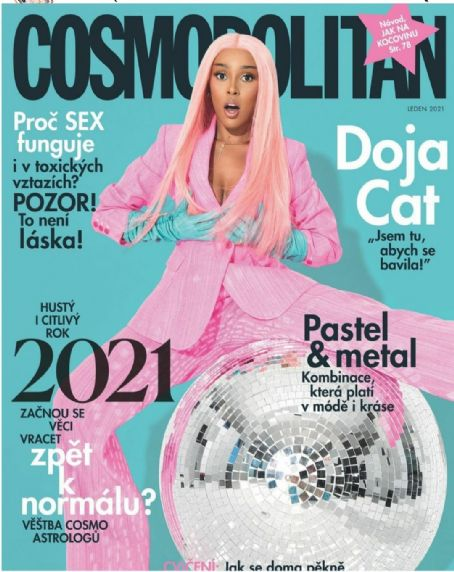 COSMOPOLITAN
Návod,
JAK NA
KOCOVINU
Str. 78
LEDEN 2021
Proč SEX
funguje
i v toxických
vztazích?
POZOR!
To není
láska!
Doja
Cat
„Jsem tu,
abych se
bavila!"
HUSTÝ
I CITLIVÝ
ROK
2021
ZAČNOU SE
VĚCI
VRACET
zpět
k
normálu?
VĚŠTBA COSMO
ASTROLOGŮ
Pastel
& metal
Kombinace,
která platí
v módě i kráse
CVIČENÍ: Jak se doma pěkně